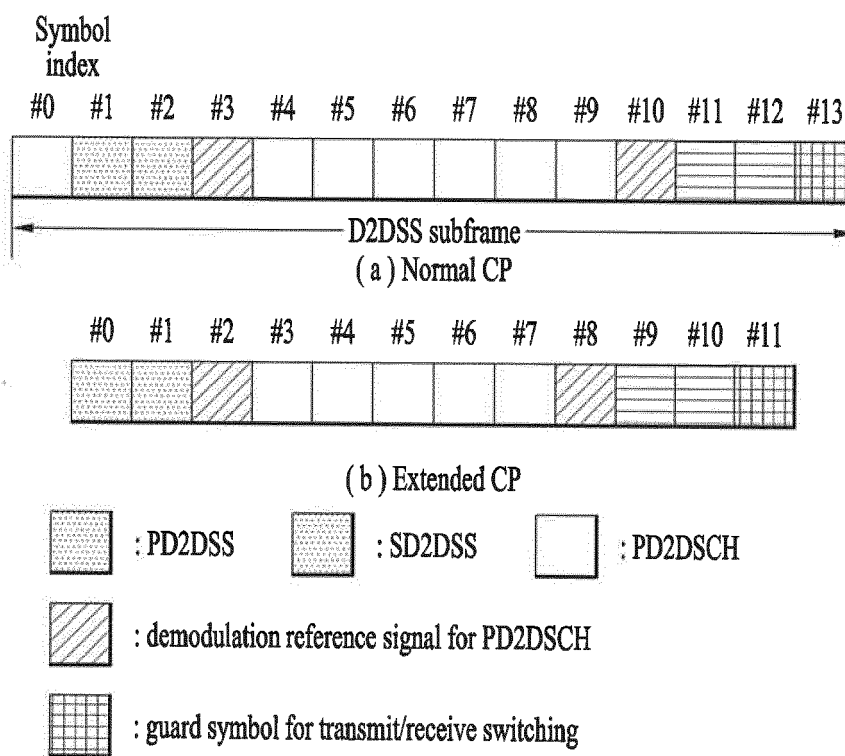 Symbol
index
#0 #1 #2 #3 #4 #5 #6 #7 #8 #9 #10 #11 #12 #13
D2DSS subframe
( a ) Normal CP
#0 #1 #2 #3 #4 #5 #6 #7 #8 #9 #10 #11
( b ) Extended CP
: PD2DSS : SD2DSS : PD2DSCH
: demodulation reference signal for PD2DSCH
: guard symbol for transmit/receive switching